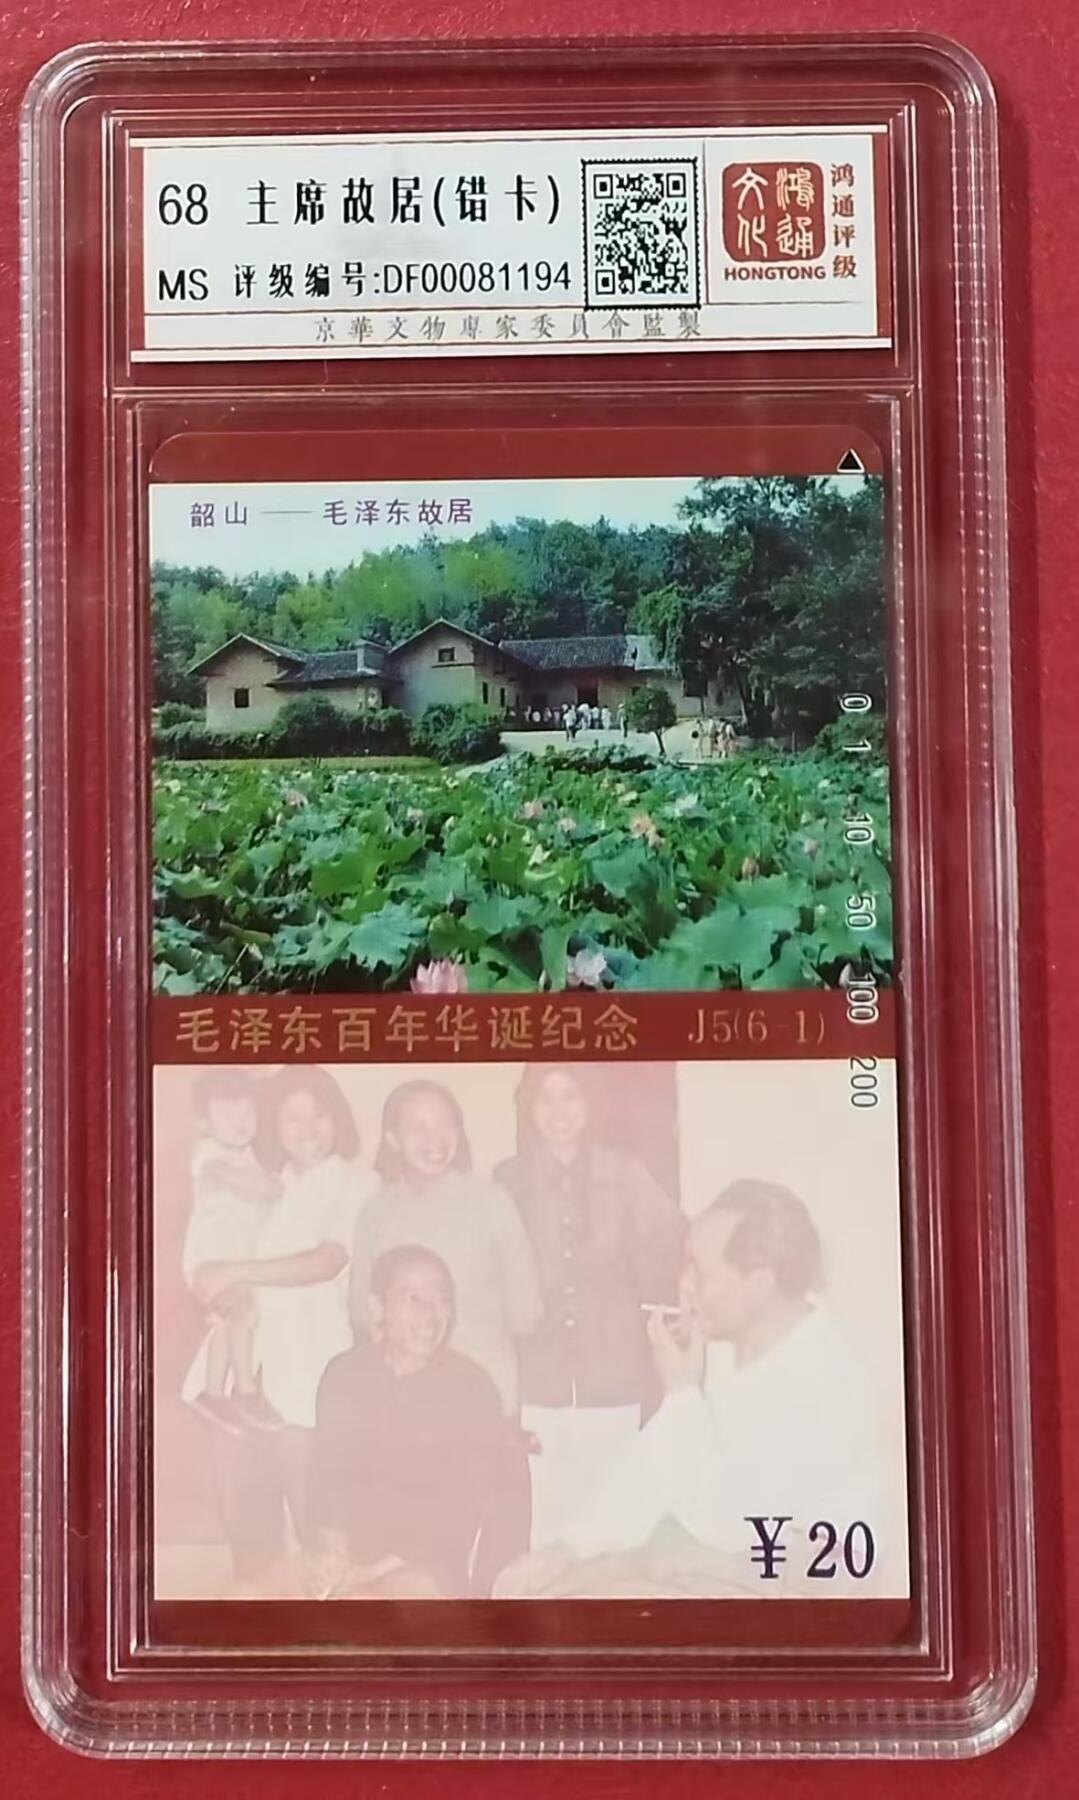 68 主席故居(错卡)
MS 评级编号:DF00081194
鸿通文化
HONGTONG
鸿通评级
京華文物專家委員會監製
韶山——毛泽东故居
0 1 10 50 100 200
毛泽东百年华诞纪念 J5(6-1)
¥20